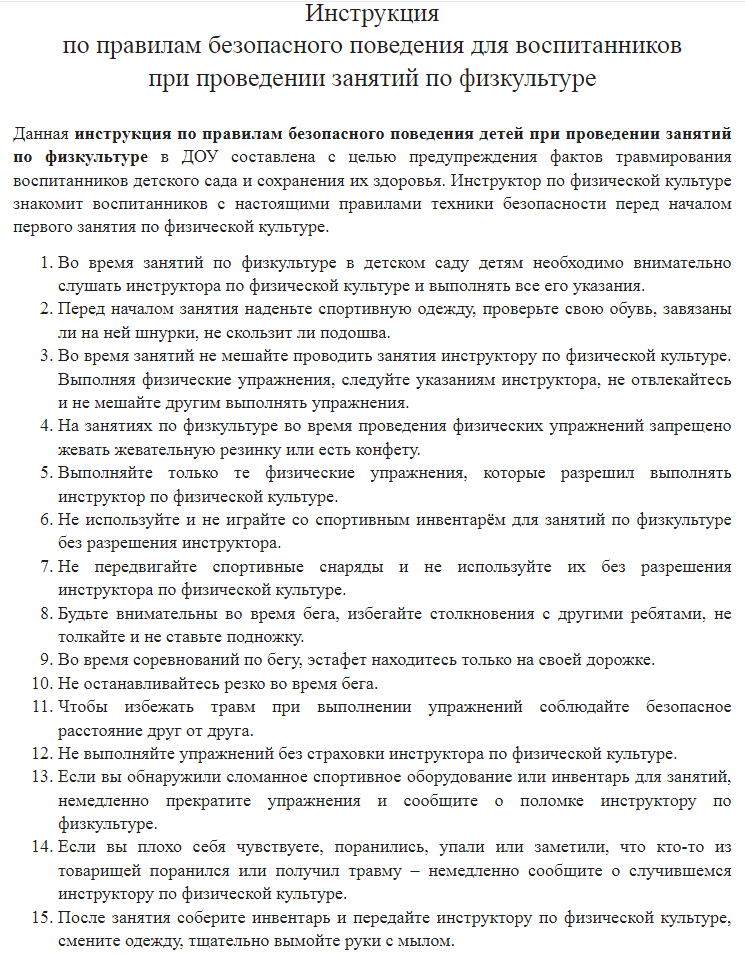 Инструкция
по правилам безопасного поведения для воспитанников
при проведении занятий по физкультуре
Данная инструкция по правилам безопасного поведения детей при проведении занятий
по физкультуре в ДОУ составлена с целью предупреждения фактов травмирования
воспитанников детского сада и сохранения их здоровья. Инструктор по физической культуре
знакомит воспитанников с настоящими правилами техники безопасности перед началом
первого занятия по физической культуре.
1. Во время занятий по физкультуре в детском саду детям необходимо внимательно
слушать инструктора по физической культуре и выполнять все его указания.
2. Перед началом занятия наденьте спортивную одежду, проверьте свою обувь, завязаны
ли на ней шнурки, не скользит ли подошва.
3. Во время занятий не мешайте проводить занятия инструктору по физической культуре.
Выполняя физические упражнения, следуйте указаниям инструктора, не отвлекайтесь
и не мешайте другим выполнять упражнения.
4. На занятиях по физкультуре во время проведения физических упражнений запрещено
жевать жевательную резинку или есть конфету.
5. Выполняйте только те физические упражнения, которые разрешил выполнять
инструктор по физической культуре.
6. Не используйте и не играйте со спортивным инвентарём для занятий по физкультуре
без разрешения инструктора.
7. Не передвигайте спортивные снаряды и не используйте их без разрешения
инструктора по физической культуре.
8. Будьте внимательны во время бега, избегайте столкновения с другими ребятами, не
толкайте и не ставьте подножку.
9. Во время соревнований по бегу, эстафет находитесь только на своей дорожке.
10. Не останавливайтесь резко во время бега.
11. Чтобы избежать травм при выполнении упражнений соблюдайте безопасное
расстояние друг от друга.
12. Не выполняйте упражнений без страховки инструктора по физической культуре.
13. Если вы обнаружили сломанное спортивное оборудование или инвентарь для занятий,
немедленно прекратите упражнения и сообщите о поломке инструктору по
физкультуре.
14. Если вы плохо себя чувствуете, поранились, упали или заметили, что кто-то из
товарищей поранился или получил травму – немедленно сообщите о случившемся
инструктору по физической культуре.
15. После занятия соберите инвентарь и передайте инструктору по физической культуре,
смените одежду, тщательно вымойте руки с мылом.